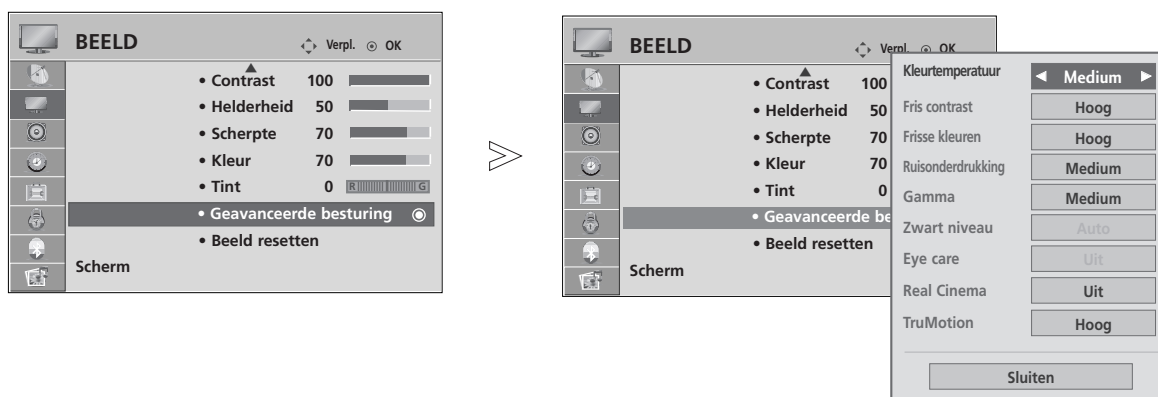 BEELD
Verpl. OK
• Contrast 100
• Helderheid 50
• Scherpte 70
• Kleur 70
• Tint 0 R G
• Geavanceerde besturing
• Beeld resetten
Scherm
BEELD
Verpl. OK
• Contrast 100
• Helderheid 50
• Scherpte 70
• Kleur 70
• Tint 0
• Geavanceerde be
• Beeld resetten
Scherm
Kleurtemperatuur Medium
Fris contrast Hoog
Frisse kleuren Hoog
Ruisonderdrukking Medium
Gamma Medium
Zwart niveau Auto
Eye care Uit
Real Cinema Uit
TruMotion Hoog
Sluiten